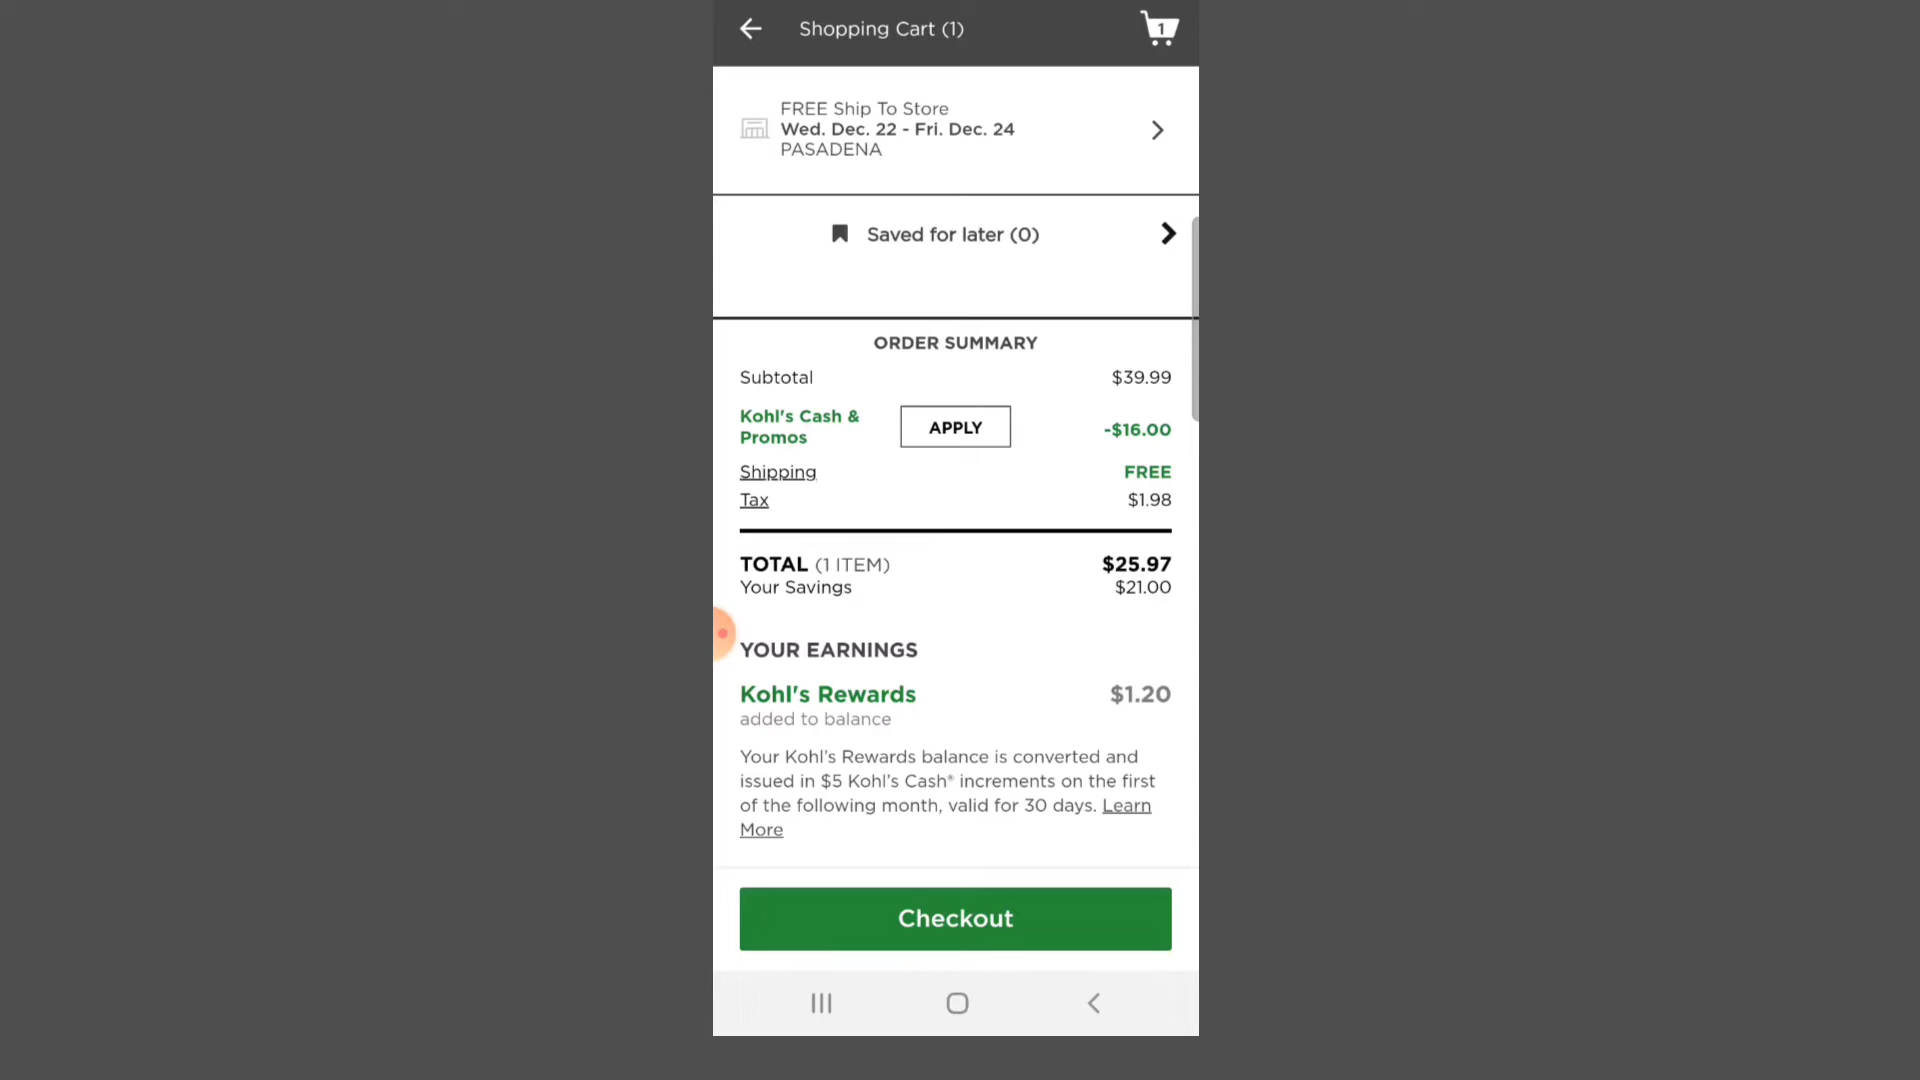 Shopping Cart (1)
1
FREE Ship To Store
Wed. Dec. 22 - Fri. Dec. 24
PASADENA
Saved for later (0)
ORDER SUMMARY
Subtotal $39.99
Kohl's Cash &
Promos APPLY -$16.00
Shipping FREE
Tax $1.98
TOTAL (1 ITEM) $25.97
Your Savings $21.00
YOUR EARNINGS
Kohl's Rewards $1.20
added to balance
Your Kohl's Rewards balance is converted and
issued in $5 Kohl's Cash® increments on the first
of the following month, valid for 30 days. Learn
More
Checkout